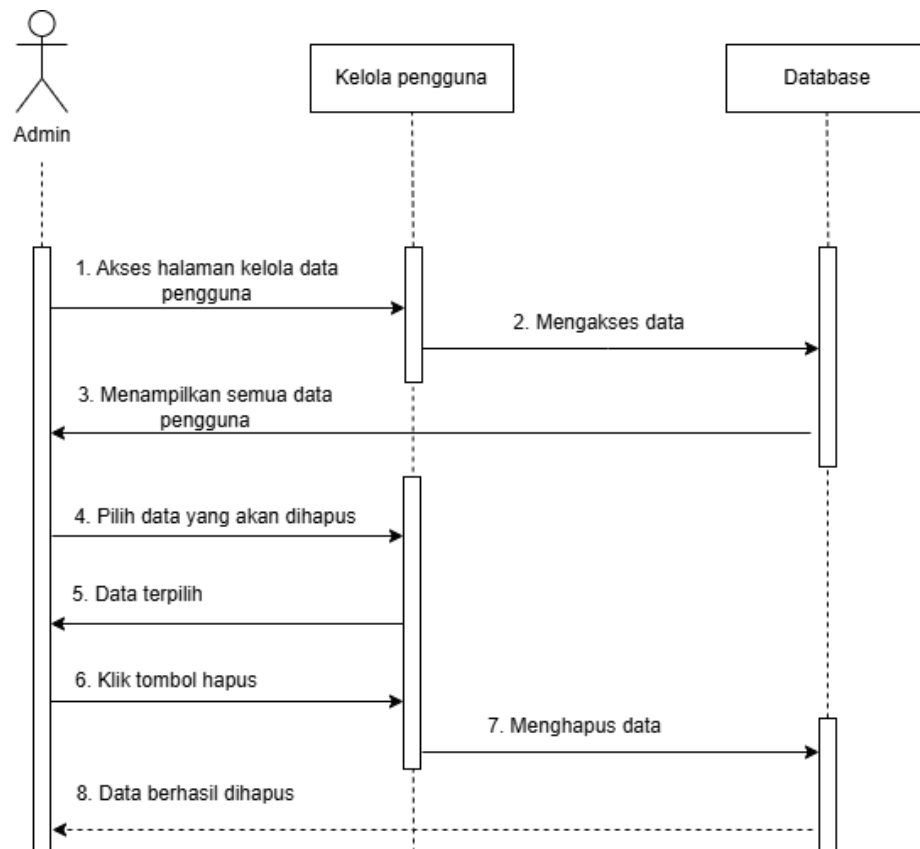 Kelola pengguna
Database
Admin
1. Akses halaman kelola data
pengguna
2. Mengakses data
3. Menampilkan semua data
pengguna
4. Pilih data yang akan dihapus
5. Data terpilih
6. Klik tombol hapus
7. Menghapus data
8. Data berhasil dihapus